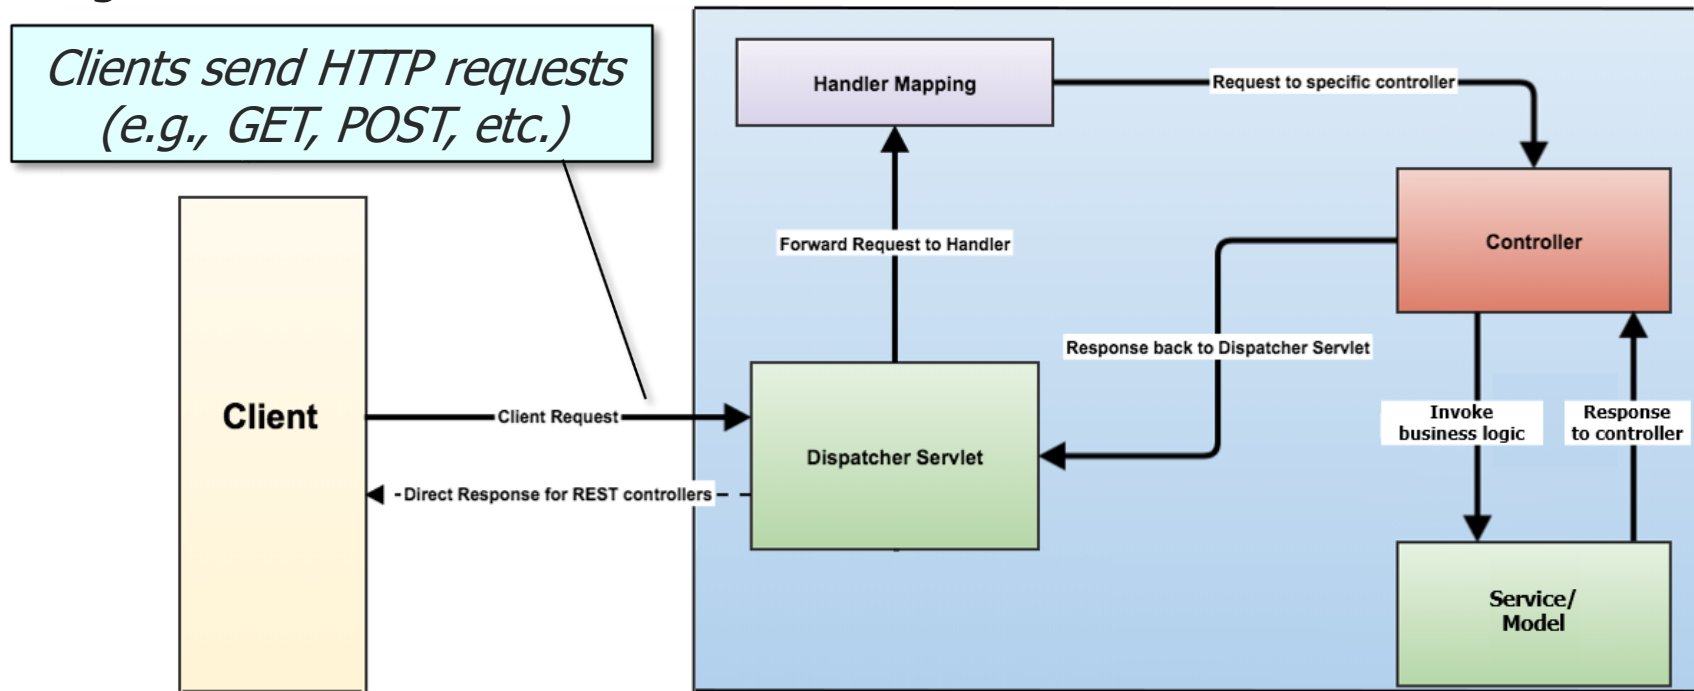 Clients send HTTP requests
(e.g., GET, POST, etc.)
Handler Mapping
Request to specific controller
Controller
Forward Request to Handler
Response back to Dispatcher Servlet
Client
Client Request
Dispatcher Servlet
Direct Response for REST controllers
Invoke
business logic
Response
to controller
Service/
Model